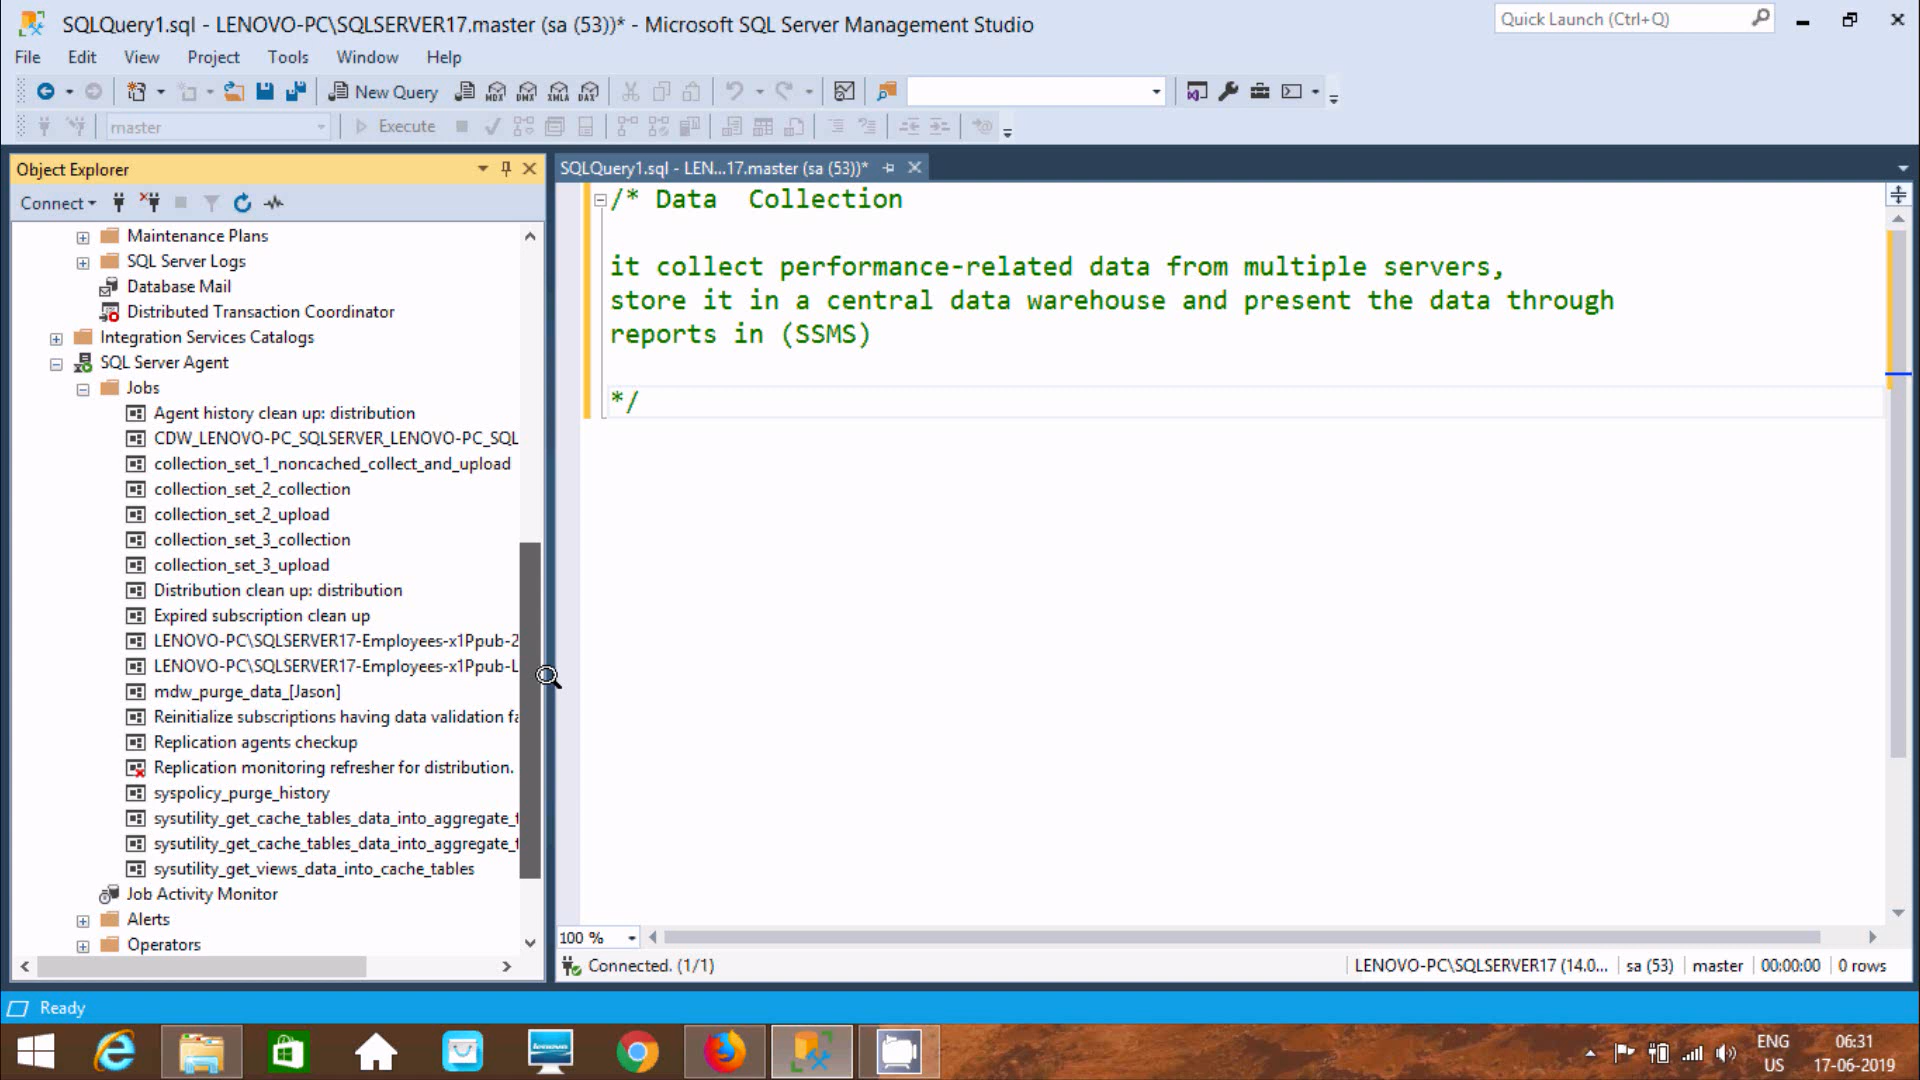 SQLQuery1.sql - LENOVO-PC\SQLSERVER17.master (sa (53))* - Microsoft SQL Server Management Studio
Quick Launch (Ctrl+Q)
File Edit View Project Tools Window Help
New Query
MDX DMX XMLA DAX
master
Execute
Object Explorer
SQLQuery1.sql - LEN...17.master (sa (53))*
Connect
Maintenance Plans
SQL Server Logs
Database Mail
Distributed Transaction Coordinator
Integration Services Catalogs
SQL Server Agent
Jobs
Agent history clean up: distribution
CDW_LENOVO-PC_SQLSERVER_LENOVO-PC_SQL
collection_set_1_noncached_collect_and_upload
collection_set_2_collection
collection_set_2_upload
collection_set_3_collection
collection_set_3_upload
Distribution clean up: distribution
Expired subscription clean up
LENOVO-PC\SQLSERVER17-Employees-x1Ppub-2
LENOVO-PC\SQLSERVER17-Employees-x1Ppub-L
mdw_purge_data_[Jason]
Reinitialize subscriptions having data validation fa
Replication agents checkup
Replication monitoring refresher for distribution.
syspolicy_purge_history
sysutility_get_cache_tables_data_into_aggregate_t
sysutility_get_cache_tables_data_into_aggregate_t
sysutility_get_views_data_into_cache_tables
Job Activity Monitor
Alerts
Operators
/* Data  Collection
it collect performance-related data from multiple servers,
store it in a central data warehouse and present the data through
reports in (SSMS)
*/
100 %
Connected. (1/1)
LENOVO-PC\SQLSERVER17 (14.0... sa (53) master 00:00:00 0 rows
Ready
ENG
US
06:31
17-06-2019